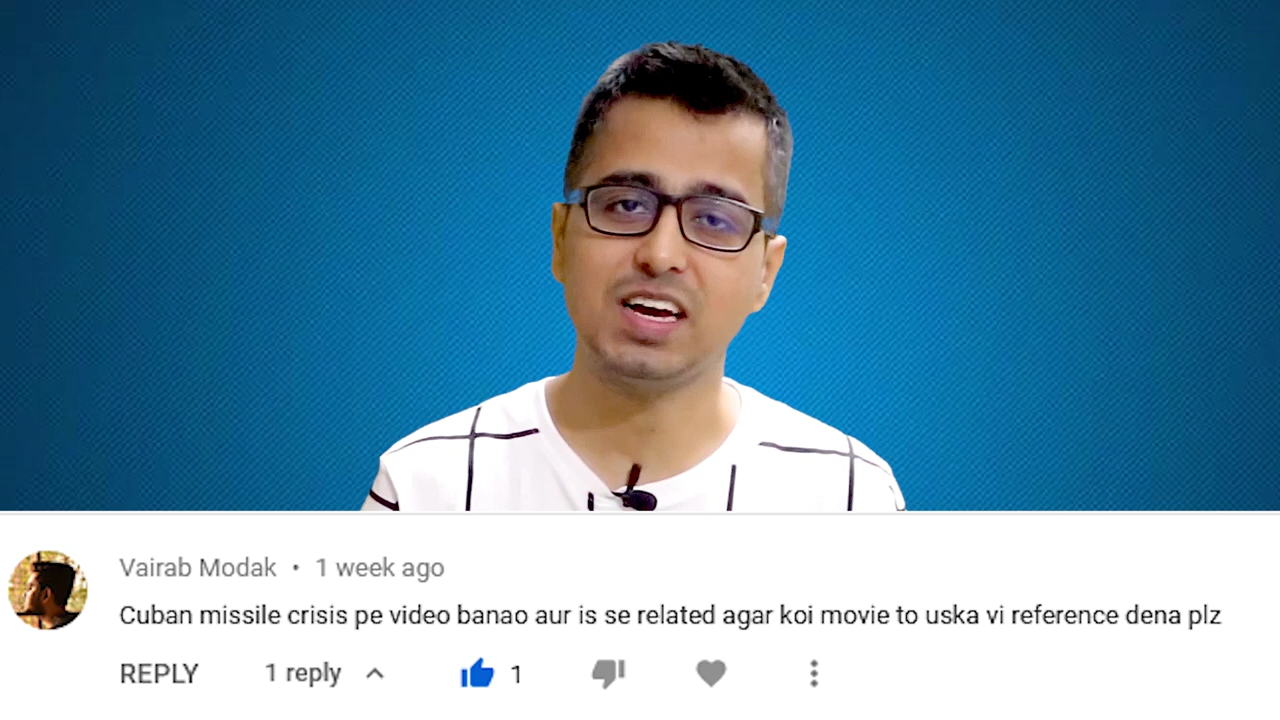 Vairab Modak • 1 week ago
Cuban missile crisis pe video banao aur is se related agar koi movie to uska vi reference dena plz
REPLY 1 reply 1